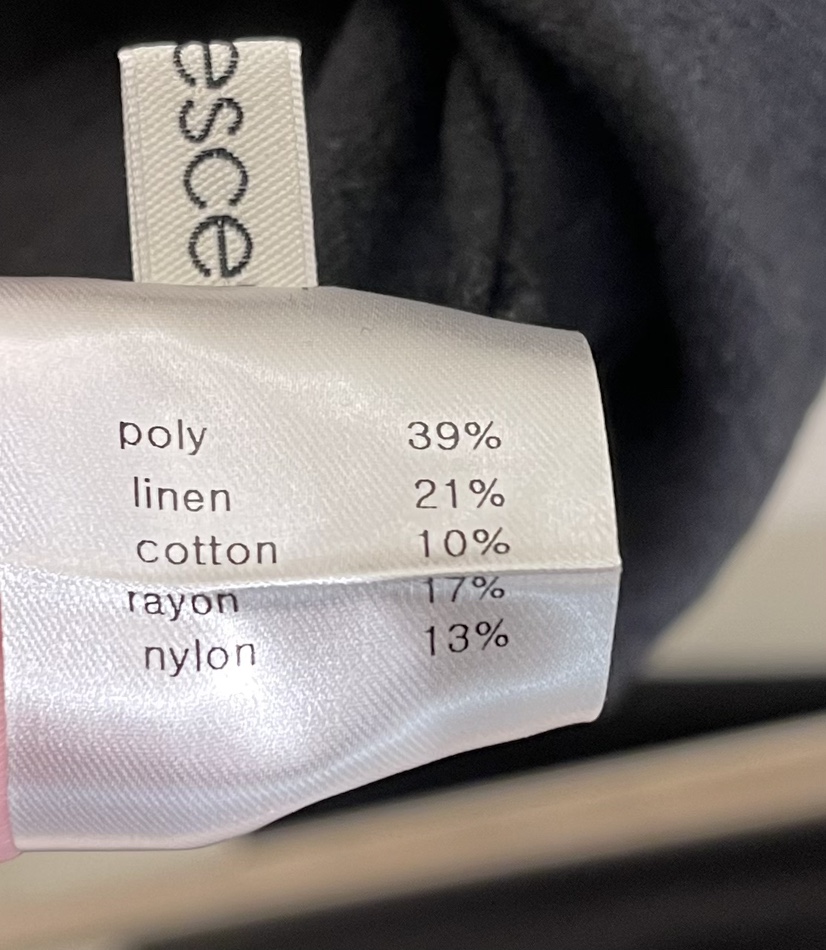 esce
poly 39%
linen 21%
cotton 10%
rayon 17%
nylon 13%